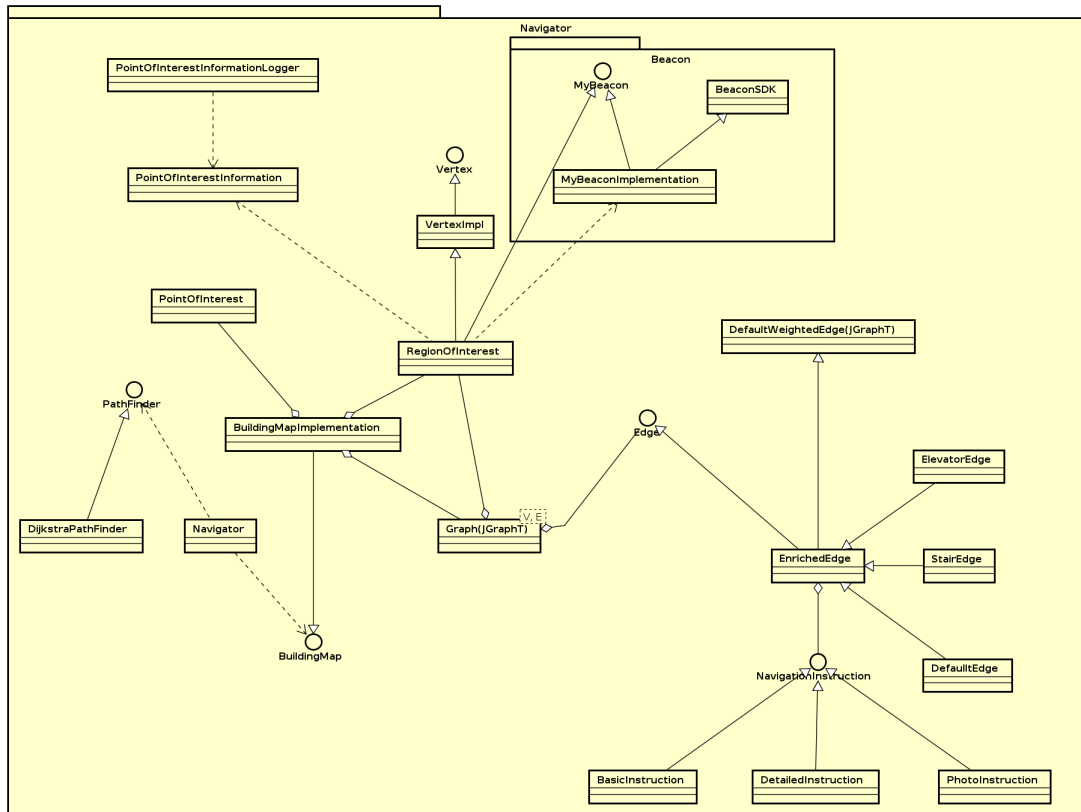 Navigator
Beacon
PointOfInterestInformationLogger
MyBeacon
BeaconSDK
Vertex
PointOfInterestInformation
MyBeaconImplementation
VertexImpl
PointOfInterest
DefaultWeightedEdge(JGraphT)
RegionOfInterest
PathFinder
BuildingMapImplementation
Edge
ElevatorEdge
V, E
DijkstraPathFinder
Navigator
Graph(JGraphT)
EnrichedEdge
StairEdge
BuildingMap
NavigationInstruction
DefaultEdge
BasicInstruction
DetailedInstruction
PhotoInstruction